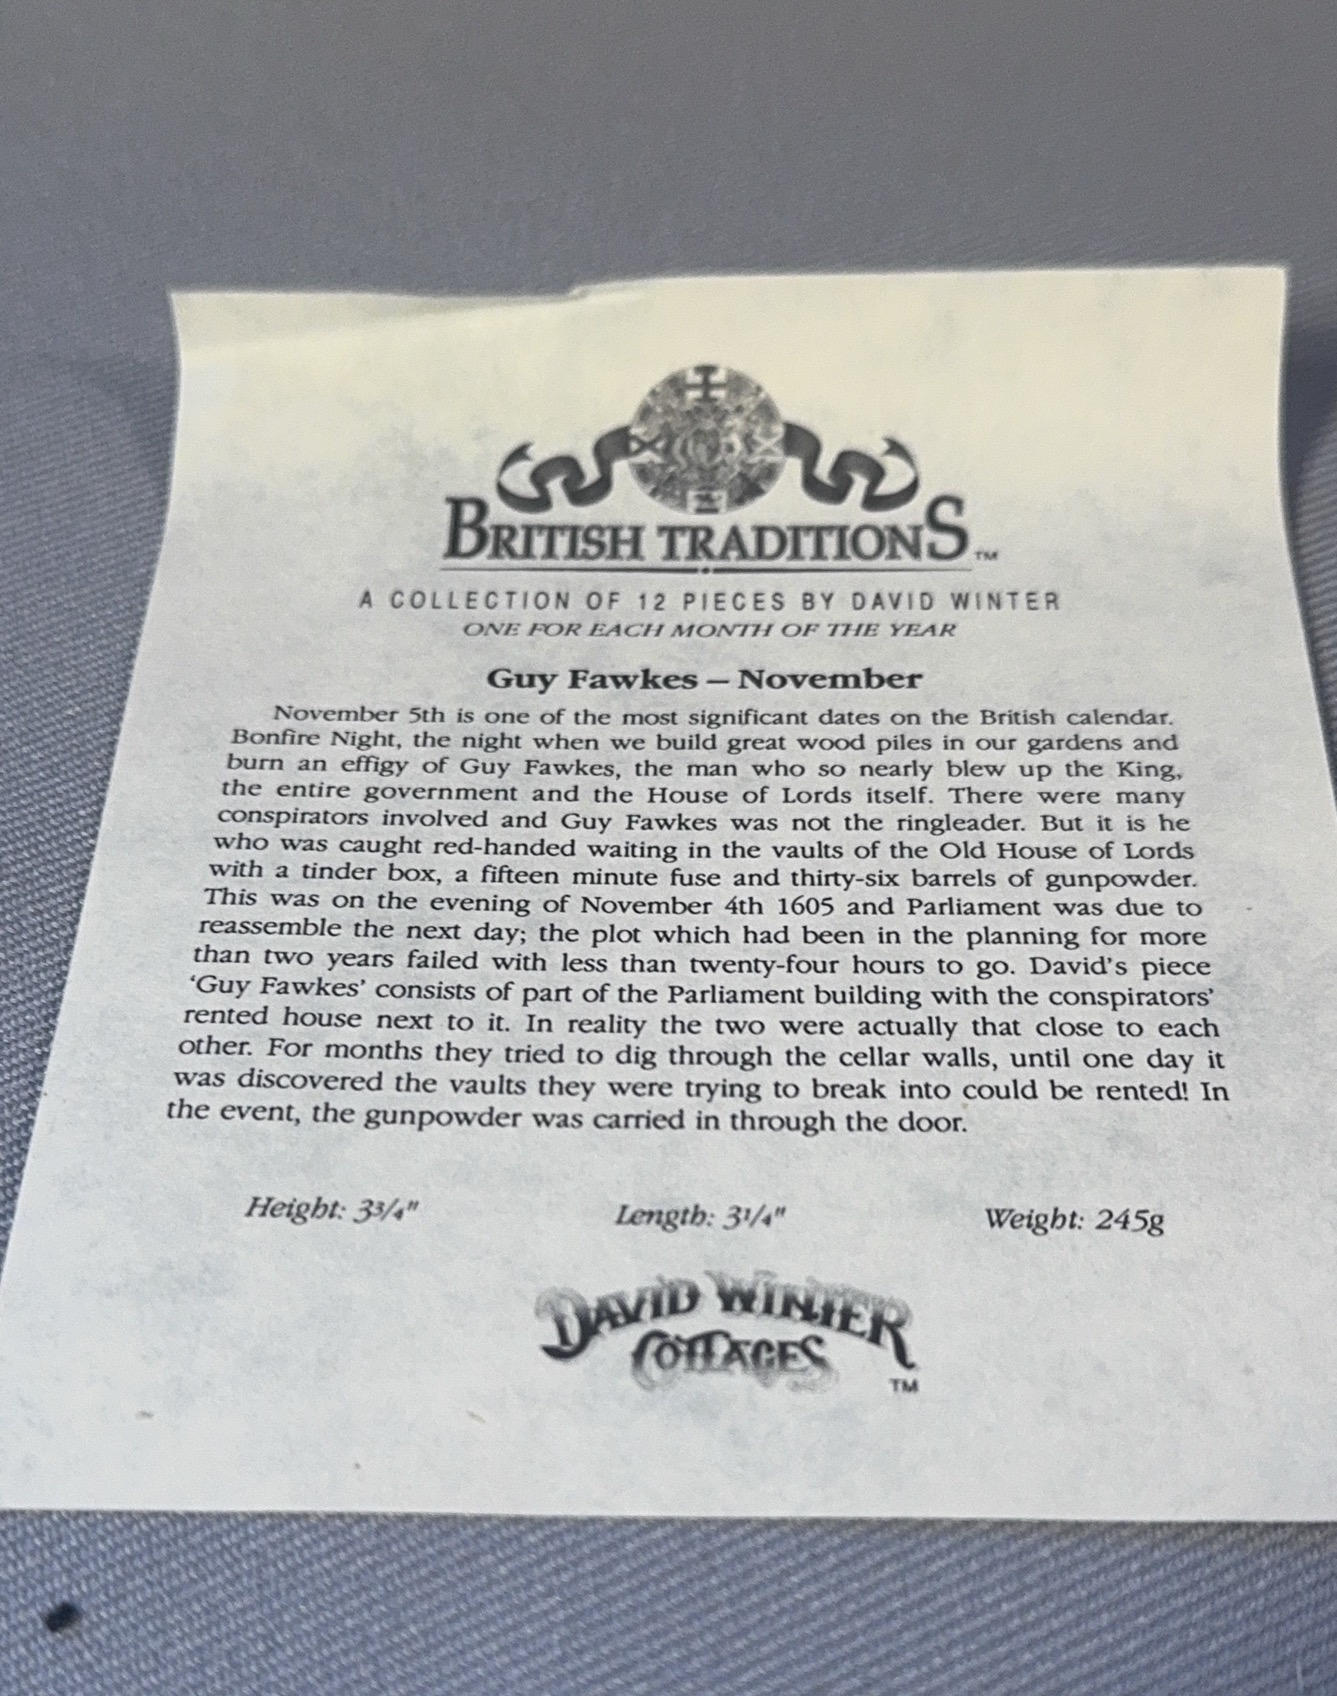 BRITISH TRADITIONS™
A COLLECTION OF 12 PIECES BY DAVID WINTER
ONE FOR EACH MONTH OF THE YEAR
Guy Fawkes – November
November 5th is one of the most significant dates on the British calendar.
Bonfire Night, the night when we build great wood piles in our gardens and
burn an effigy of Guy Fawkes, the man who so nearly blew up the King,
the entire government and the House of Lords itself. There were many
conspirators involved and Guy Fawkes was not the ringleader. But it is he
who was caught red-handed waiting in the vaults of the Old House of Lords
with a tinder box, a fifteen minute fuse and thirty-six barrels of gunpowder.
This was on the evening of November 4th 1605 and Parliament was due to
reassemble the next day; the plot which had been in the planning for more
than two years failed with less than twenty-four hours to go. David's piece
‘Guy Fawkes’ consists of part of the Parliament building with the conspirators’
rented house next to it. In reality the two were actually that close to each
other. For months they tried to dig through the cellar walls, until one day it
was discovered the vaults they were trying to break into could be rented! In
the event, the gunpowder was carried in through the door.
Height: 3¾" Length: 3¼" Weight: 245g
DAVID WINTER
COTTAGES
™